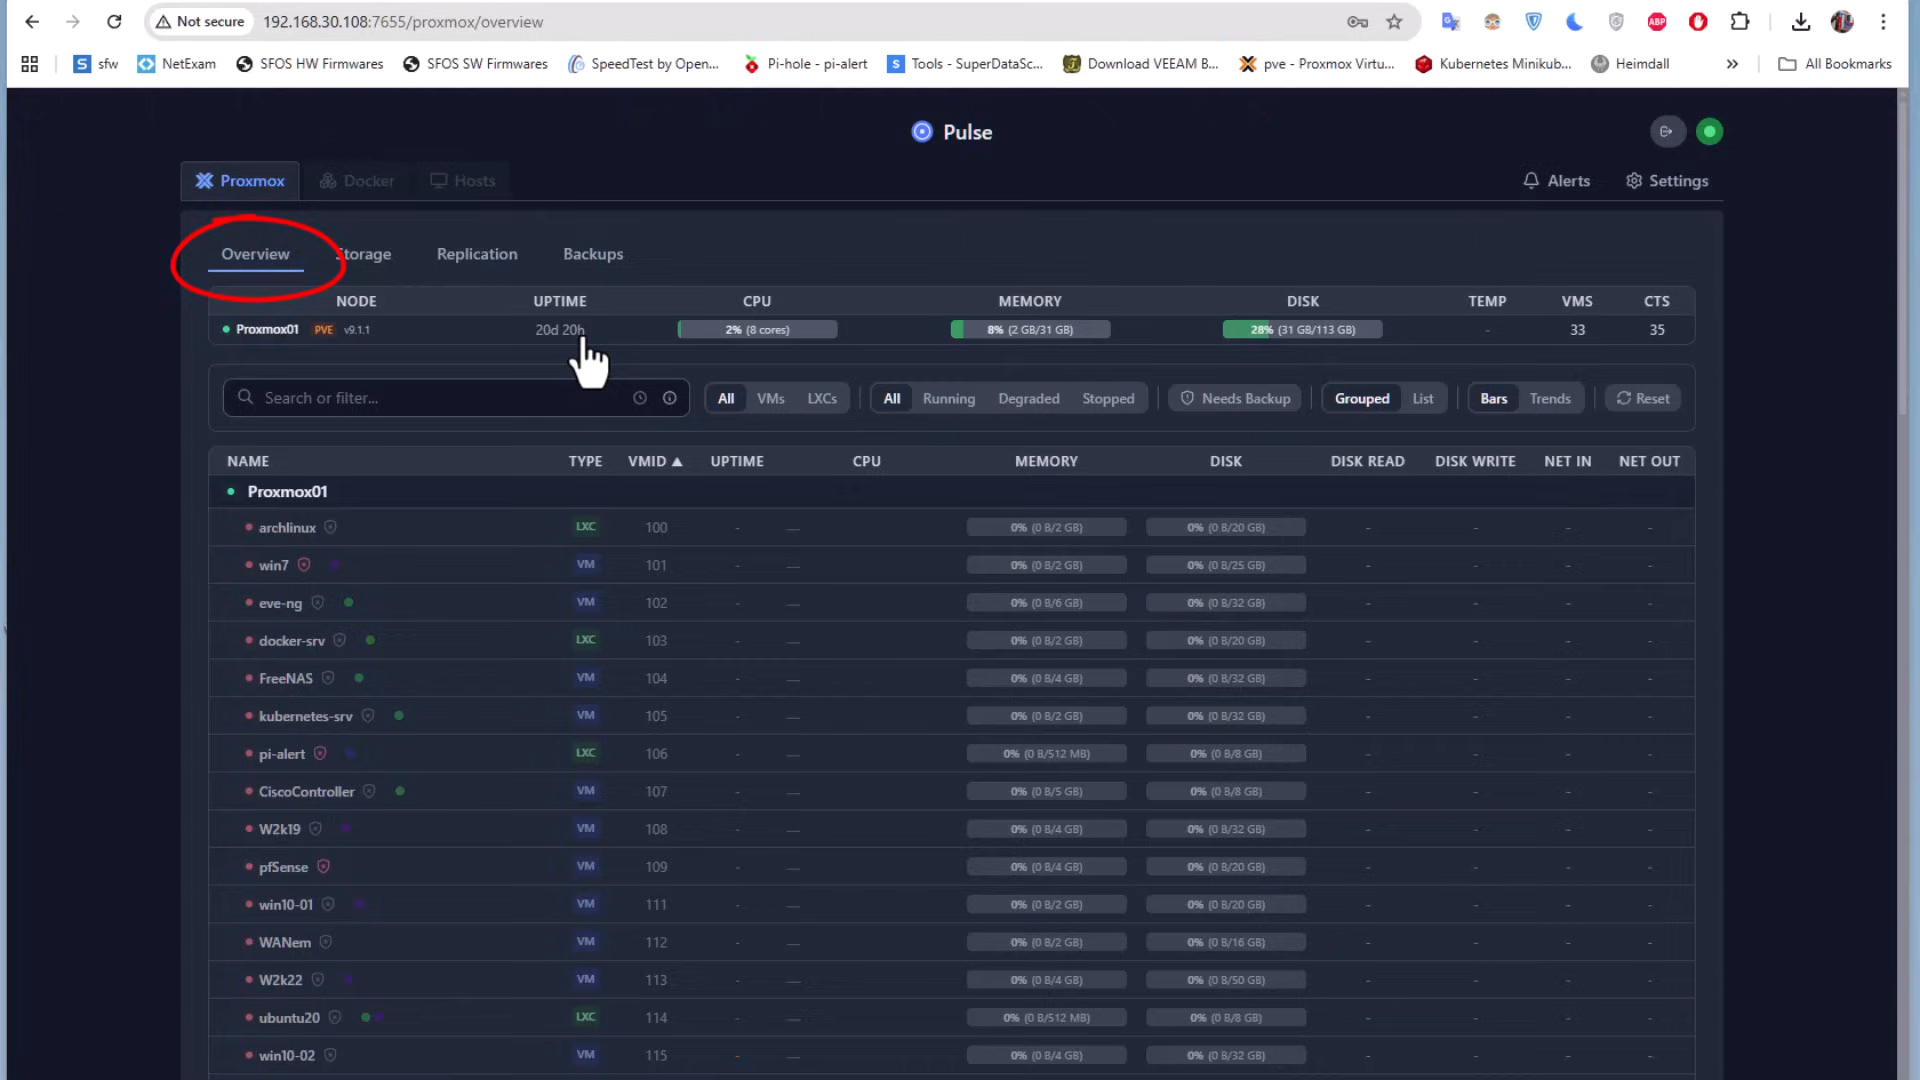 Not secure 192.168.30.108:7655/proxmox/overview
sfw NetExam SFOS HW Firmwares SFOS SW Firmwares SpeedTest by Open... Pi-hole - pi-alert Tools - SuperDataSc... Download VEEAM B... pve - Proxmox Virtu... Kubernetes Minikub... Heimdall » All Bookmarks
Pulse
Proxmox Docker Hosts Alerts Settings
Overview Storage Replication Backups
NODE UPTIME CPU MEMORY DISK TEMP VMS CTS
Proxmox01 PVE v9.1.1 20d 20h 2% (8 cores) 8% (2 GB/31 GB) 28% (31 GB/113 GB) - 33 35
Search or filter... All VMs LXCs All Running Degraded Stopped Needs Backup Grouped List Bars Trends Reset
NAME TYPE VMID ▲ UPTIME CPU MEMORY DISK DISK READ DISK WRITE NET IN NET OUT
Proxmox01
archlinux LXC 100 - — 0% (0 B/2 GB) 0% (0 B/20 GB) - - - -
win7 VM 101 - — 0% (0 B/2 GB) 0% (0 B/25 GB) - - - -
eve-ng VM 102 - — 0% (0 B/6 GB) 0% (0 B/32 GB) - - - -
docker-srv LXC 103 - — 0% (0 B/2 GB) 0% (0 B/20 GB) - - - -
FreeNAS VM 104 - — 0% (0 B/4 GB) 0% (0 B/32 GB) - - - -
kubernetes-srv VM 105 - — 0% (0 B/2 GB) 0% (0 B/32 GB) - - - -
pi-alert LXC 106 - — 0% (0 B/512 MB) 0% (0 B/8 GB) - - - -
CiscoController VM 107 - — 0% (0 B/5 GB) 0% (0 B/8 GB) - - - -
W2k19 VM 108 - — 0% (0 B/4 GB) 0% (0 B/32 GB) - - - -
pfSense VM 109 - — 0% (0 B/4 GB) 0% (0 B/20 GB) - - - -
win10-01 VM 111 - — 0% (0 B/2 GB) 0% (0 B/20 GB) - - - -
WANem VM 112 - — 0% (0 B/2 GB) 0% (0 B/16 GB) - - - -
W2k22 VM 113 - — 0% (0 B/4 GB) 0% (0 B/50 GB) - - - -
ubuntu20 LXC 114 - — 0% (0 B/512 MB) 0% (0 B/8 GB) - - - -
win10-02 VM 115 - — 0% (0 B/4 GB) 0% (0 B/32 GB) - - - -